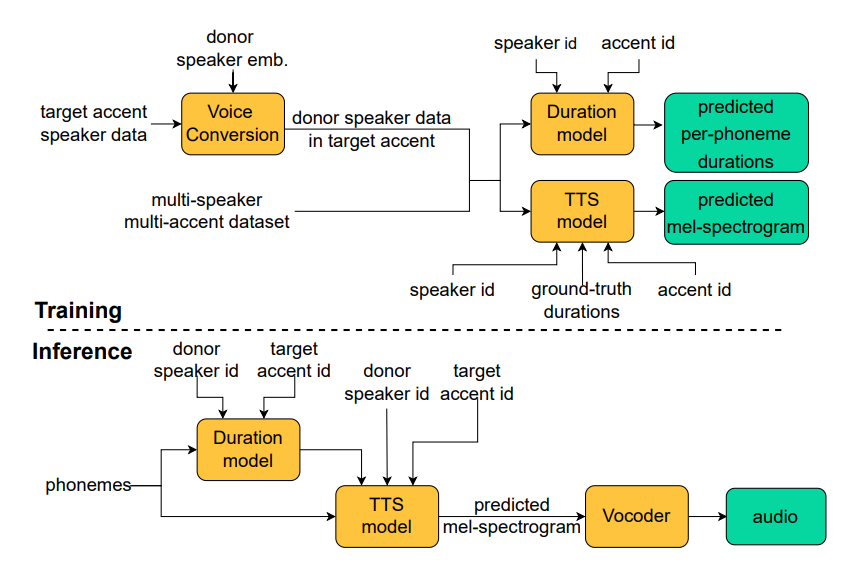 donor
speaker emb.
target accent
speaker data
Voice
Conversion
donor speaker data
in target accent
multi-speaker
multi-accent dataset
speaker id
accent id
Duration
model
predicted
per-phoneme
durations
TTS
model
predicted
mel-spectrogram
speaker id
ground-truth
durations
accent id
Training
Inference
donor
speaker id
target
accent id
donor
speaker id
target
accent id
Duration
model
phonemes
TTS
model
predicted
mel-spectrogram
Vocoder
audio